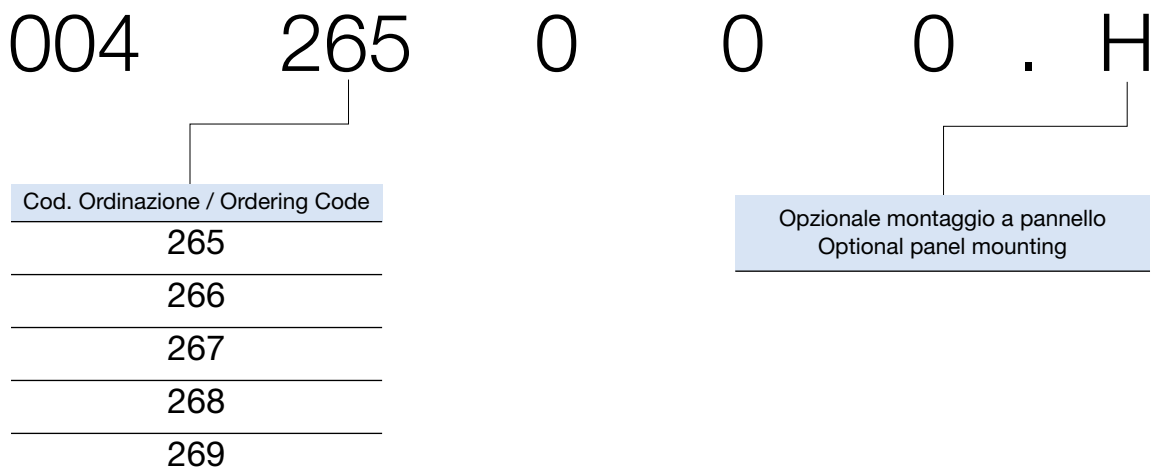 004 265 0 0 0 . H
Cod. Ordinazione / Ordering Code
265
266
267
268
269
Opzionale montaggio a pannello
Optional panel mounting